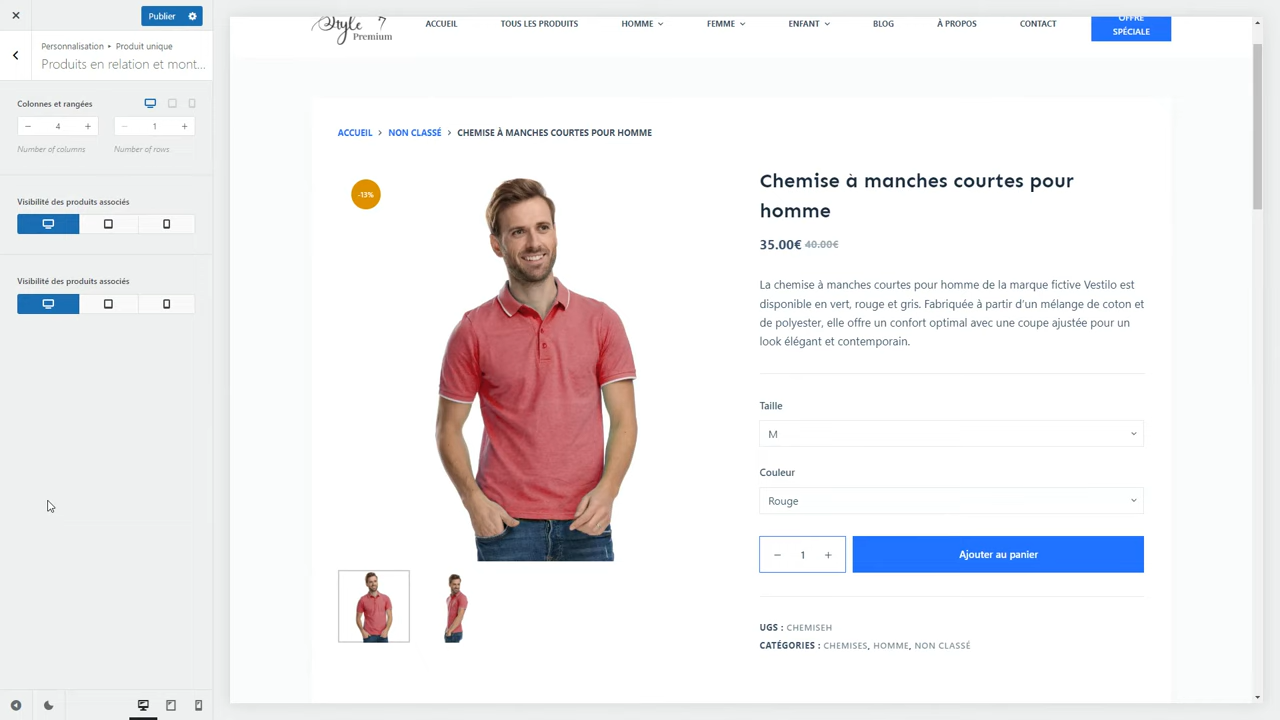 Publier
Personnalisation ▸ Produit unique
Produits en relation et mont...
Colonnes et rangées
− 4 +
− 1 +
Number of columns
Number of rows
Visibilité des produits associés
Visibilité des produits associés
Style
Premium
ACCUEIL
TOUS LES PRODUITS
HOMME
FEMME
ENFANT
BLOG
À PROPOS
CONTACT
OFFRE
SPÉCIALE
ACCUEIL > NON CLASSÉ > CHEMISE À MANCHES COURTES POUR HOMME
-13%
Chemise à manches courtes pour
homme
35.00€ 40.00€
La chemise à manches courtes pour homme de la marque fictive Vestilo est
disponible en vert, rouge et gris. Fabriquée à partir d'un mélange de coton et
de polyester, elle offre un confort optimal avec une coupe ajustée pour un
look élégant et contemporain.
Taille
M
Couleur
Rouge
− 1 +
Ajouter au panier
UGS : CHEMISEH
CATÉGORIES : CHEMISES, HOMME, NON CLASSÉ